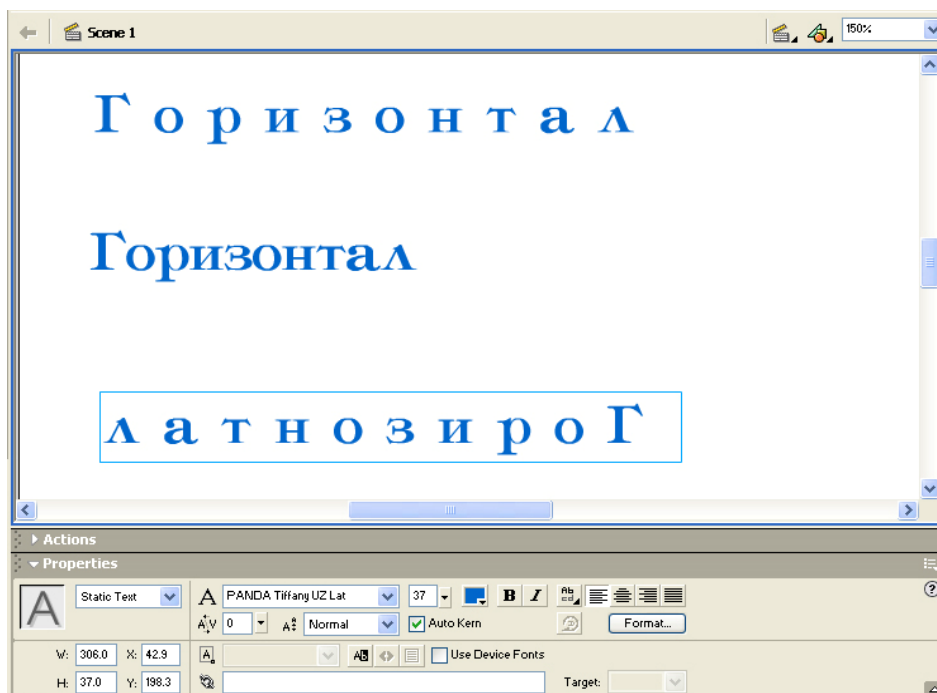 Scene 1
150%
Г о р и з о н т а л
Горизонтал
л а т н о з и р о Г
Actions
Properties
A Static Text A PANDA Tiffany UZ Lat 37 B I
A V 0 Normal Auto Kern Format...
W: 306.0 X: 42.9 Use Device Fonts
H: 37.0 Y: 198.3 Target: